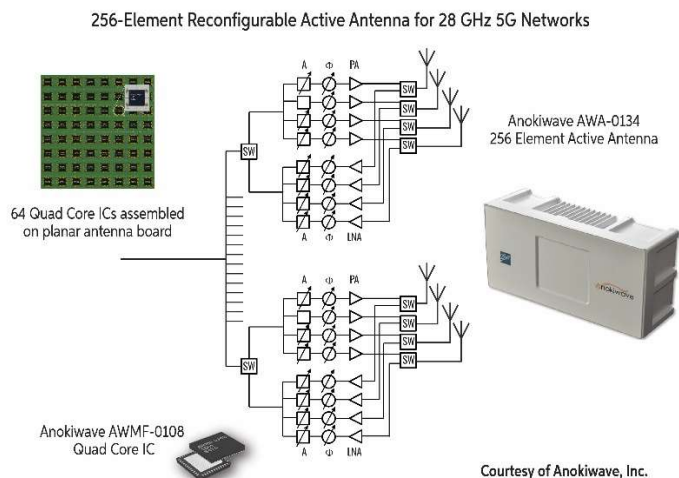 256-Element Reconfigurable Active Antenna for 28 GHz 5G Networks
A Φ PA
SW
SW
SW
SW
SW
A Φ LNA
64 Quad Core ICs assembled
on planar antenna board
Anokiwave AWA-0134
256 Element Active Antenna
anokiwave
A Φ PA
SW
SW
SW
SW
SW
A Φ LNA
Anokiwave AWMF-0108
Quad Core IC
Courtesy of Anokiwave, Inc.